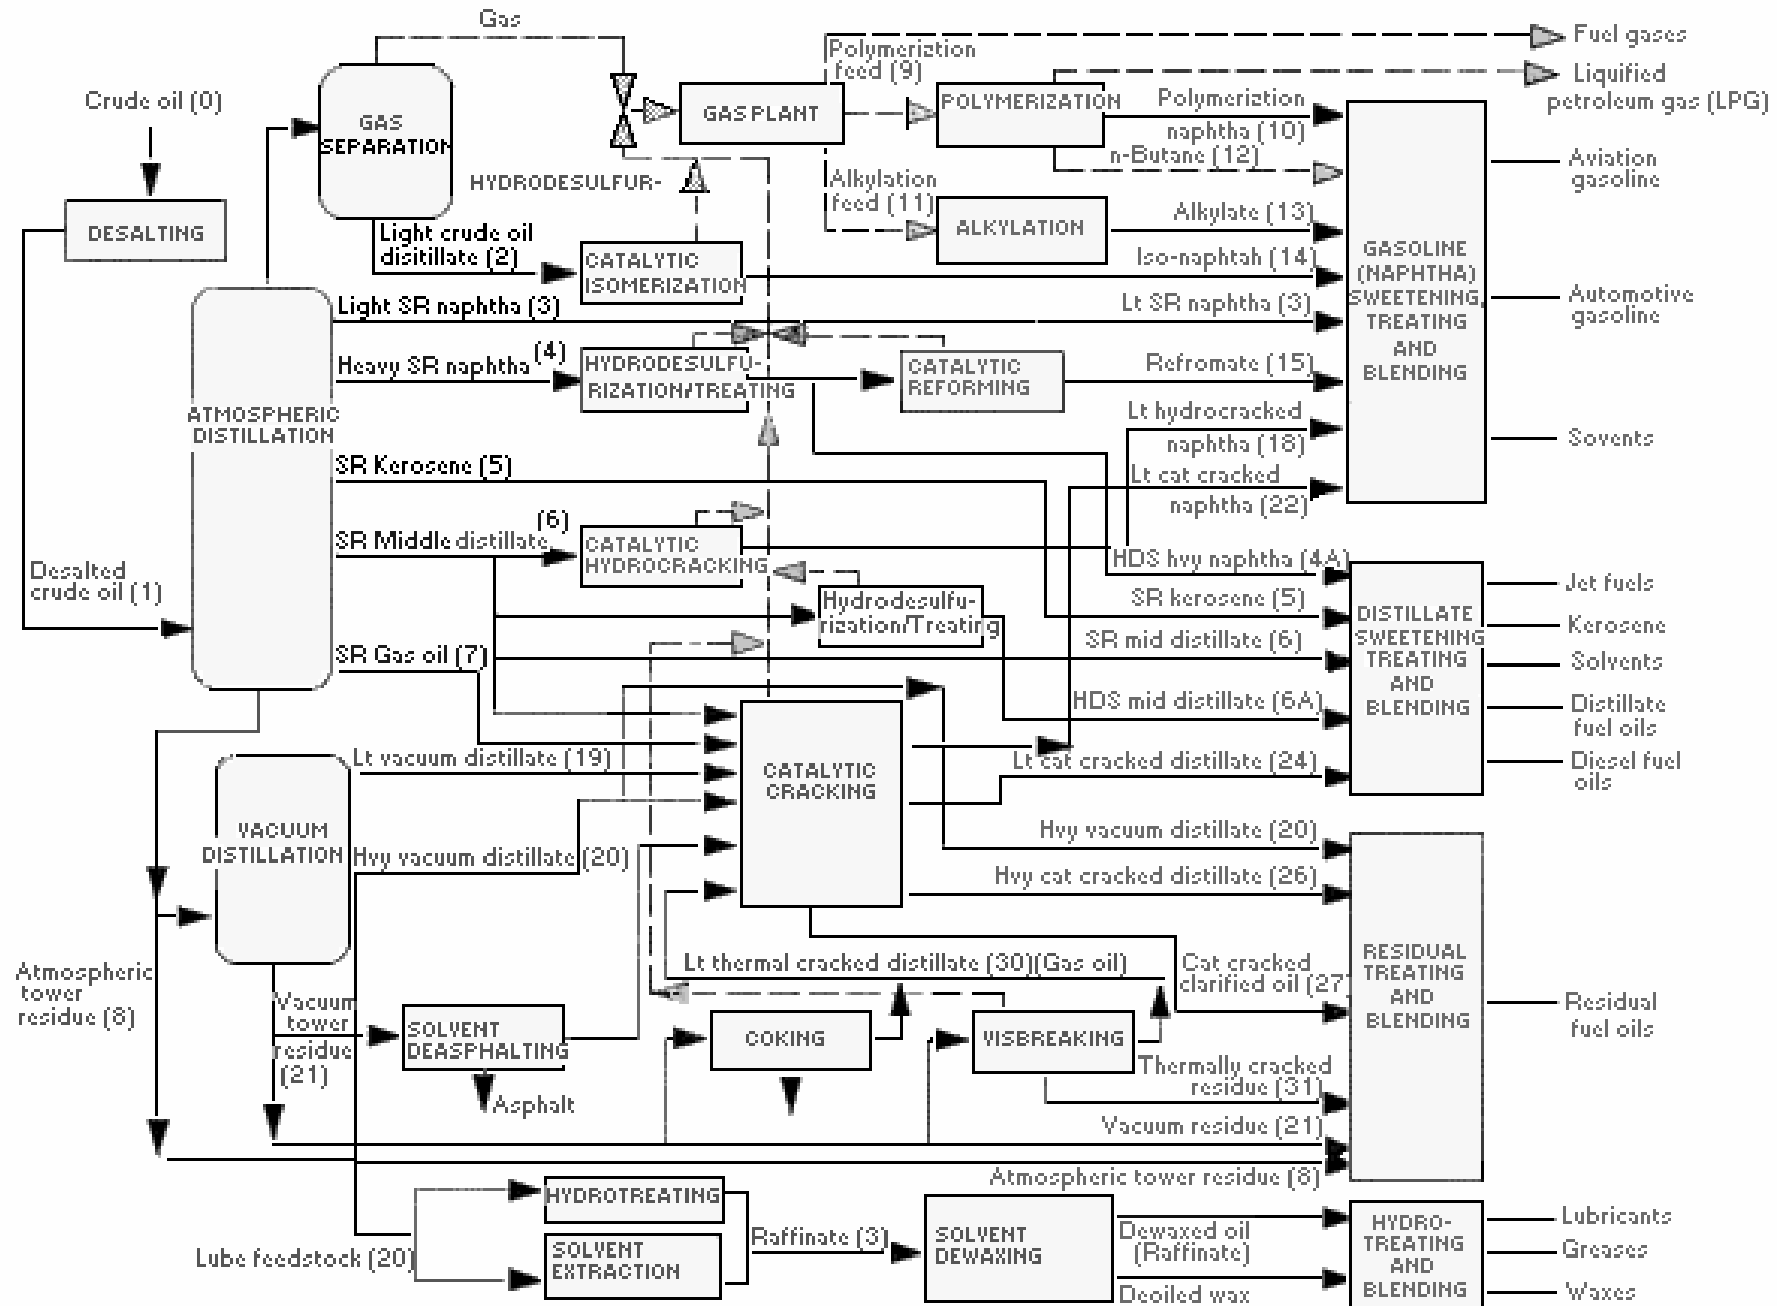 Gas
Fuel gases
Polymeriztion
feed (9)
Liquified
petroleum gas (LPG)
Crude oil (0)
GAS
SEPARATION
GAS PLANT
POLYMERIZATION
Polymeriztion
naphtha (10)
n-Butane (12)
Aviation
gasoline
HYDRODESULFUR-
Alkylation
feed (11)
DESALTING
Light crude oil
disitillate (2)
ALKYLATION
Alkylate (13)
CATALYTIC
ISOMERIZATION
Iso-naphtah (14)
GASOLINE
(NAPHTHA)
SWEETENING,
TREATING
AND
BLENDING
Automotive
gasoline
Light SR naphtha (3)
Lt SR naphtha (3)
Heavy SR naphtha (4)
HYDRODESULFU-
RIZATION/TREATING
CATALYTIC
REFORMING
Refromate (15)
ATMOSPHERIC
DISTILLATION
Lt hydrocracked
naphtha (18)
Sovents
SR Kerosene (5)
Lt cat cracked
naphtha (22)
(6)
SR Middle distillate
CATALYTIC
HYDROCRACKING
HDS hvy naphtha (4A)
Desalted
crude oil (1)
Hydrodesulfu-
rization/Treating
SR kerosene (5)
DISTILLATE
SWEETENING
TREATING
AND
BLENDING
Jet fuels
Kerosene
Solvents
Distillate
fuel oils
Diesel fuel
oils
SR mid distillate (6)
SR Gas oil (7)
HDS mid distillate (6A)
Lt vacuum distillate (19)
CATALYTIC
CRACKING
Lt cat cracked distillate (24)
VACUUM
DISTILLATION
Hvy vacuum distillate (20)
Hvy vacuum distillate (20)
Hvy cat cracked distillate (26)
Lt thermal cracked distillate (30)(Gas oil)
Cat cracked
clarified oil (27)
RESIDUAL
TREATING
AND
BLENDING
Residual
fuel oils
Atmospheric
tower
residue (8)
Vacuum
tower
residue
(21)
SOLVENT
DEASPHALTING
COKING
VISBREAKING
Thermally cracked
residue (31)
Asphalt
Vacuum residue (21)
Atmospheric tower residue (8)
HYDROTREATING
Lube feedstock (20)
SOLVENT
EXTRACTION
Raffinate (3)
SOLVENT
DEWAXING
Dewaxed oil
(Raffinate)
Deoiled wax
HYDRO-
TREATING
AND
BLENDING
Lubricants
Greases
Waxes